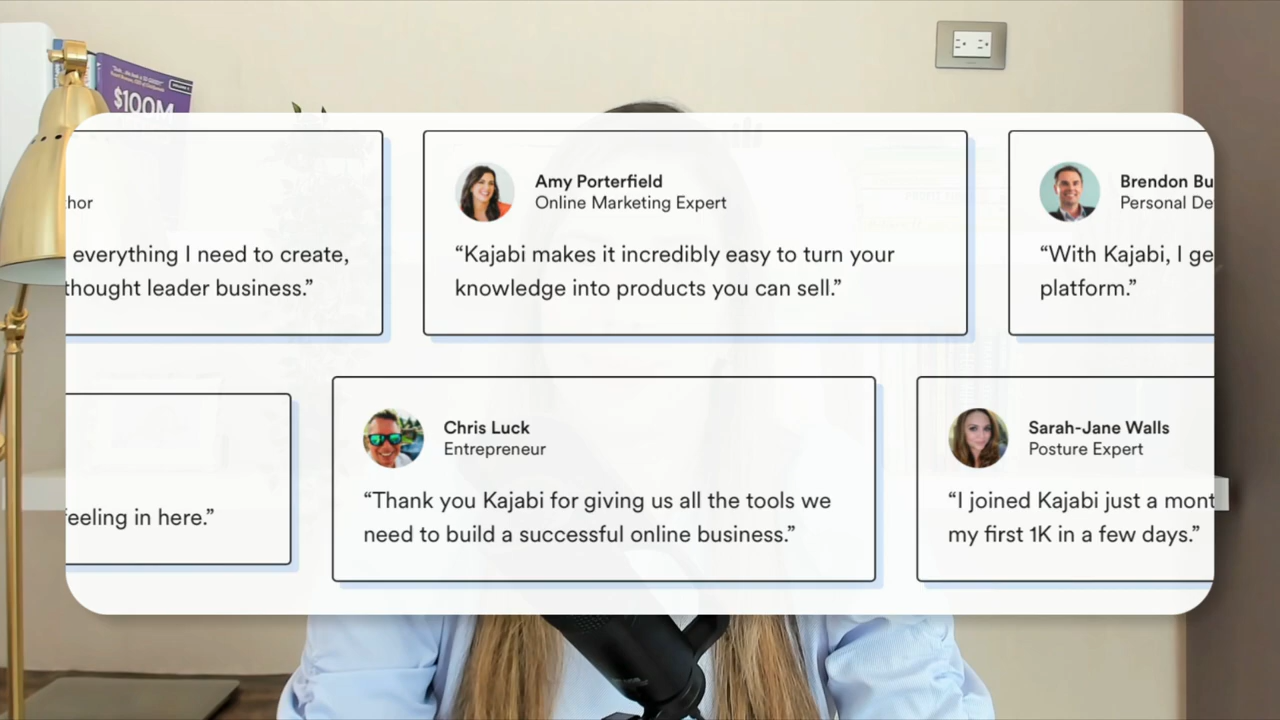 $100M
thor
everything I need to create,
thought leader business.”
Amy Porterfield
Online Marketing Expert
“Kajabi makes it incredibly easy to turn your
knowledge into products you can sell.”
Brendon Bu
Personal De
“With Kajabi, I ge
platform.”
feeling in here.”
Chris Luck
Entrepreneur
“Thank you Kajabi for giving us all the tools we
need to build a successful online business.”
Sarah-Jane Walls
Posture Expert
“I joined Kajabi just a mont
my first 1K in a few days.”